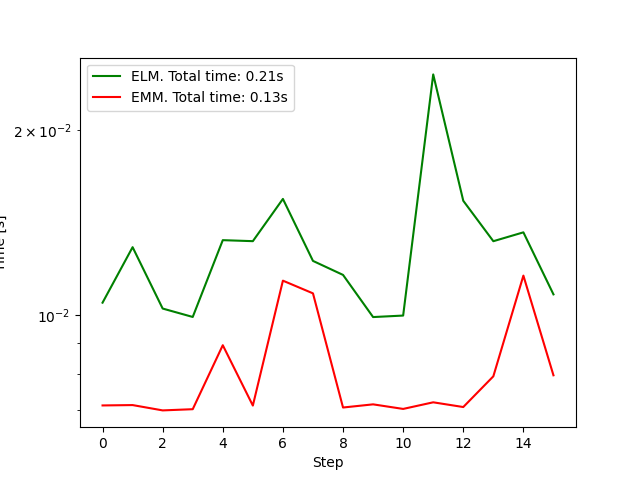 ELM. Total time: 0.21s
EMM. Total time: 0.13s
2 × 10⁻²
10⁻²
Time [s]
0 2 4 6 8 10 12 14
Step